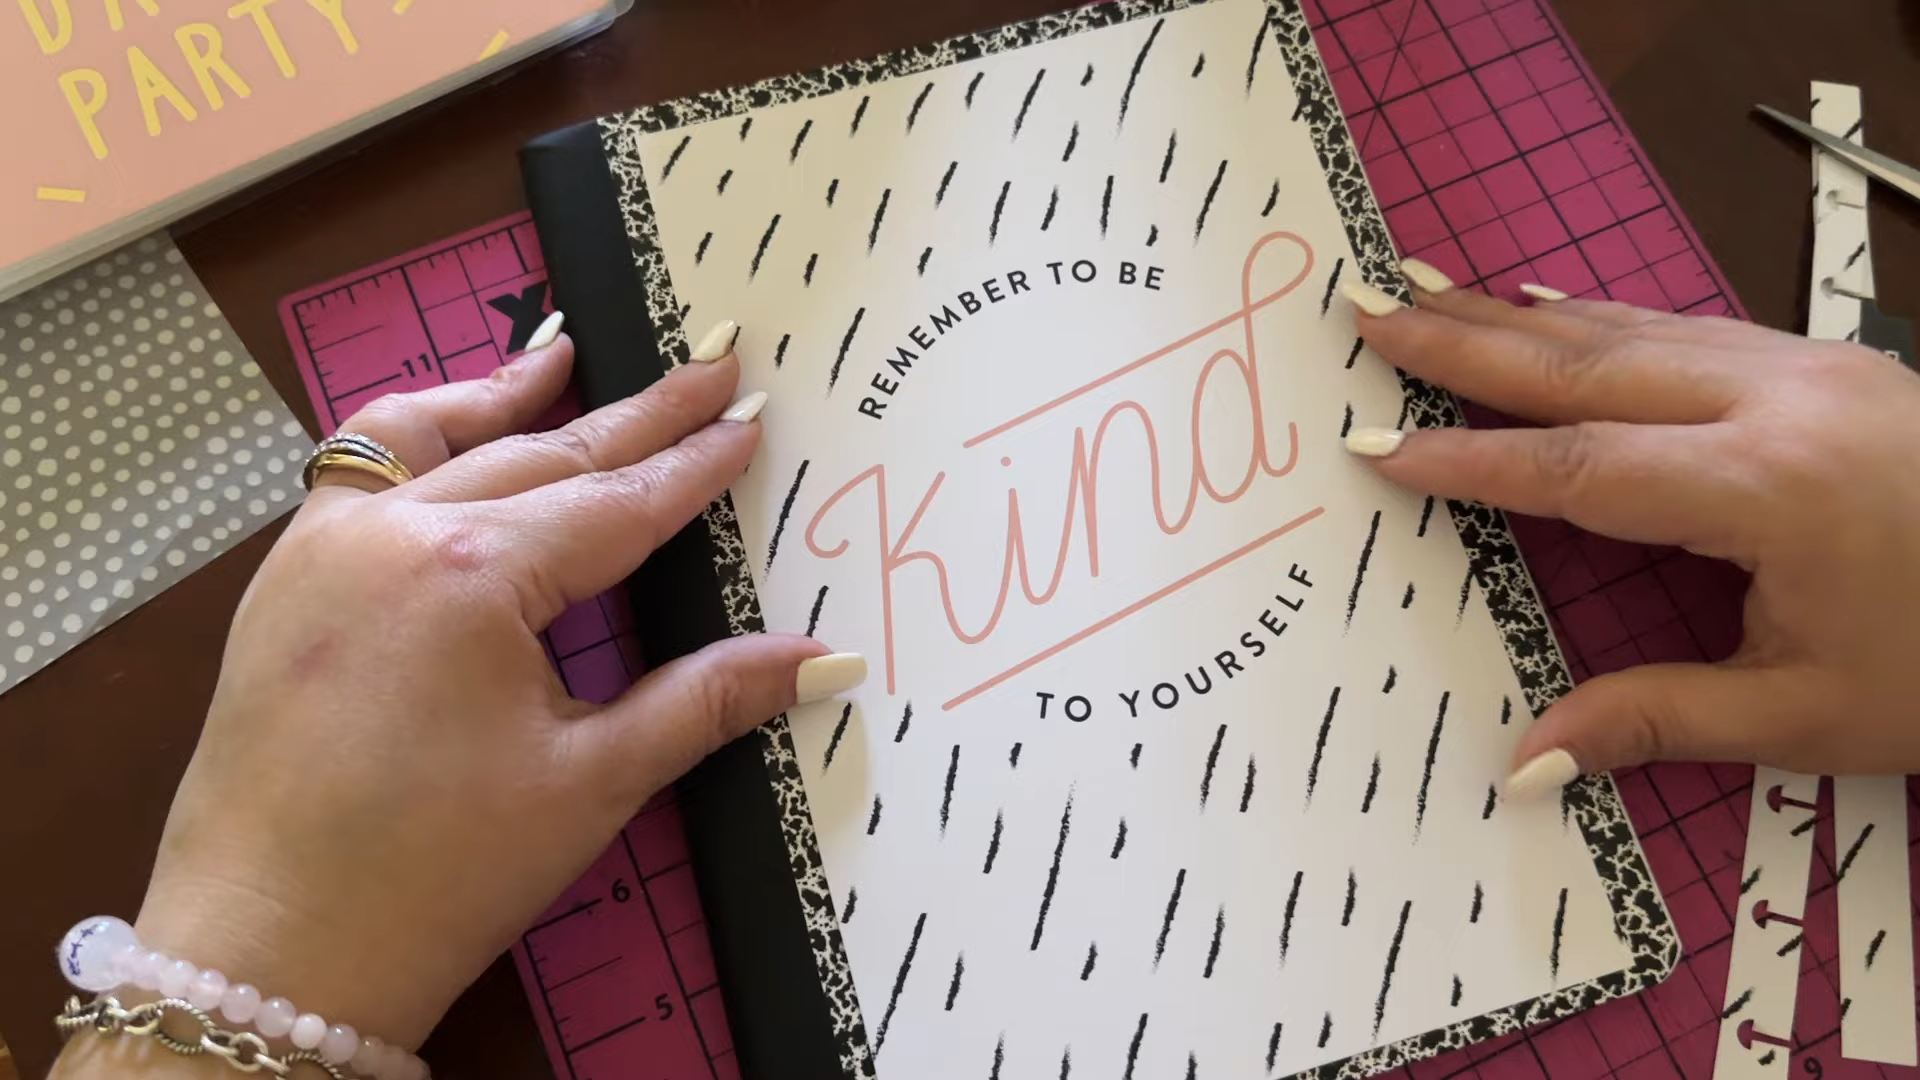 PARTY
REMEMBER TO BE
Kind
TO YOURSELF
11
6
5
9